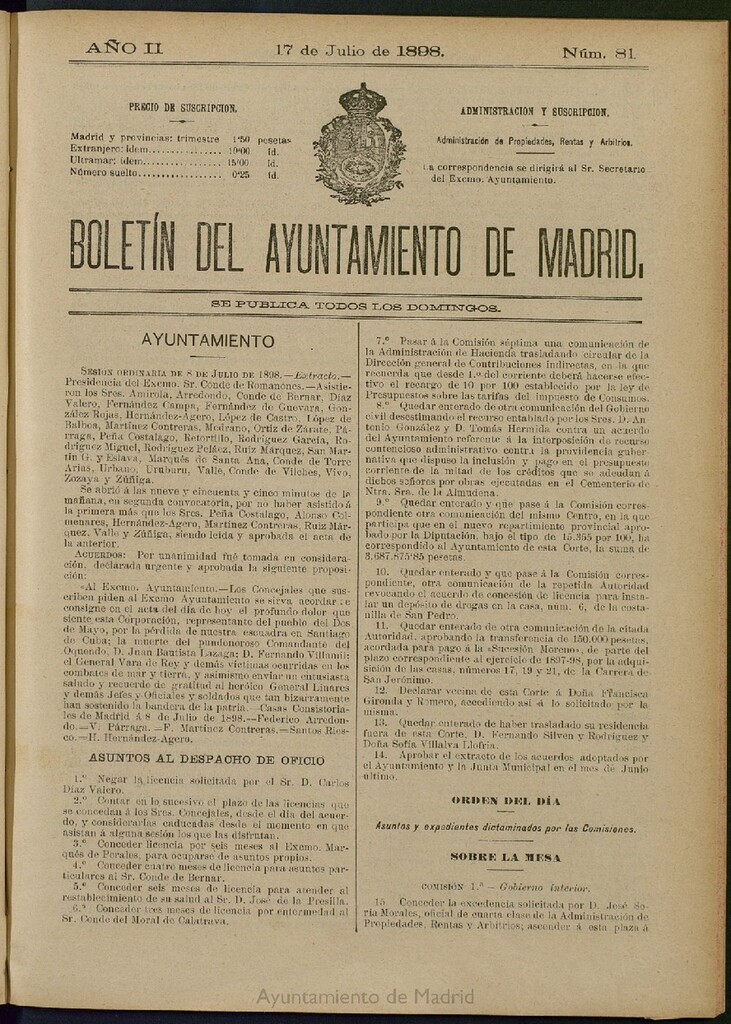 AÑO II
17 de Julio de 1898.
Núm. 81
PRECIO DE SUSCRIPCION.
Madrid y provincias: trimestre 1'50 pesetas
Extranjero: ídem............ 10'00 Id.
Ultramar: ídem.............. 15'00 Id.
Número suelto............... 0'25 Id.
ADMINISTRACION Y SUSCRIPCION.
Administración de Propiedades, Rentas y Arbitrios.
La correspondencia se dirigirá al Sr. Secretario
del Excmo. Ayuntamiento.
BOLETÍN DEL AYUNTAMIENTO DE MADRID.
SE PUBLICA TODOS LOS DOMINGOS.
AYUNTAMIENTO
SESIÓN ORDINARIA DE 8 DE JULIO DE 1898.—Extracto.—
Presidencia del Excmo. Sr. Conde de Romanones.—Asistie-
ron los Sres. Amirola, Arredondo, Conde de Bernar, Díaz
Valero, Fernández Campa, Fernández de Guevara, Gon-
zález Rojas, Hernández-Agero, López de Castro, López de
Balboa, Martínez Contreras, Medrano, Ortiz de Zárate, Pá-
rraga, Peña Costalago, Retortillo, Rodríguez García, Ro-
dríguez Miguel, Rodríguez Peláez, Ruiz Márquez, San Mar-
tín G. y Estava, Marqués de Santa Ana, Conde de Torre
Arias, Urbano, Uruburu, Valle, Conde de Vilches, Vivo,
Zozaya y Zúñiga.
Se abrió á las nueve y cincuenta y cinco minutos de la
mañana, en segunda convocatoria, por no haber asistido á
la primera más que los Sres. Peña Costalago, Alonso Col-
menares, Hernández-Agero, Martínez Contreras, Ruiz Már-
quez, Valle y Zúñiga, siendo leída y aprobada el acta de
la anterior.
ACUERDOS: Por unanimidad fué tomada en considera-
ción, declarada urgente y aprobada la siguiente proposi-
ción:
«Al Excmo. Ayuntamiento.—Los Concejales que sus-
criben piden al Excmo Ayuntamiento se sirva acordar se
consigne en el acta del día de hoy el profundo dolor que
siente esta Corporación, representante del pueblo del Dos
de Mayo, por la pérdida de nuestra escuadra en Santiago
de Cuba; la muerte del pundonoroso Comandante del
Oquendo, D. Juan Bautista Lazaga; D. Fernando Villamil;
el General Vara de Rey y demás víctimas ocurridas en los
combates de mar y tierra, y asimismo enviar un entusiasta
saludo y recuerdo de gratitud al heróico General Linares
y demás Jefes y Oficiales y soldados que tan bizarramente
han sostenido la bandera de la patria. Casas Consistoria-
les de Madrid á 8 de Julio de 1898.—Federico Arredon-
do.—V. Párraga.—F. Martínez Contreras.—Santos Ries-
co.—H. Hernández-Agero.
ASUNTOS AL DESPACHO DE OFICIO
1.º Negar la licencia solicitada por el Sr. D. Carlos
Díaz Valero.
2.º Contar en lo sucesivo el plazo de las licencias que
se concedan á los Sres. Concejales, desde el día del acuer-
do, y considerarlas caducadas desde el momento en que
asistan á alguna sesión los que las disfrutan.
3.º Conceder licencia por seis meses al Excmo. Mar-
qués de Perales, para ocuparse de asuntos propios.
4.º Conceder cuatro meses de licencia para asuntos par-
ticulares al Sr. Conde de Bernar.
5.º Conceder seis meses de licencia para atender al
restablecimiento de su salud al Sr. D. José de la Presilla.
6.º Conceder tres meses de licencia por enfermedad al
Sr. Conde del Moral de Calatrava.
7.º Pasar á la Comisión séptima una comunicación de
la Administración de Hacienda trasladando circular de la
Dirección general de Contribuciones indirectas, en la que
recuerda que desde 1.º del corriente deberá hacerse efec-
tivo el recargo de 10 por 100 establecido por la ley de
Presupuestos sobre las tarifas del impuesto de Consumos.
8.º Quedar enterado de otra comunicación del Gobierno
civil desestimando el recurso entablado por los Sres. D. An-
tonio González y D. Tomás Hermida contra un acuerdo
del Ayuntamiento referente á la interposición de recurso
contencioso administrativo contra la providencia guber-
nativa que dispuso la inclusión y pago en el presupuesto
corriente de la mitad de los créditos que se adeudan á
dichos señores por obras ejecutadas en el Cementerio de
Ntra. Sra. de la Almudena.
9.º Quedar enterado y que pase á la Comisión corres-
pondiente otra comunicación del mismo Centro, en la que
participa que en el nuevo repartimiento provincial apro-
bado por la Diputación, bajo el tipo de 15.355 por 100, ha
correspondido al Ayuntamiento de esta Corte, la suma de
3.687.875'85 pesetas.
10. Quedar enterado y que pase á la Comisión corres-
pondiente, otra comunicación de la repetida Autoridad
revocando el acuerdo de concesión de licencia para insta-
lar un depósito de drogas en la casa, núm. 6, de la costa-
nilla de San Pedro.
11. Quedar enterado de otra comunicación de la citada
Autoridad, aprobando la transferencia de 150.000 pesetas,
acordada para pago á la «Sucesión Moreno», de parte del
plazo correspondiente al ejercicio de 1897-98, por la adqui-
sición de las casas, números 17, 19 y 21, de la Carrera de
San Jerónimo.
12. Declarar vecina de esta Corte á Doña Francisca
Gironda y Romero, accediendo así á lo solicitado por la
misma.
13. Quedar enterado de haber trasladado su residencia
fuera de esta Corte, D. Fernando Silven y Rodríguez y
Doña Sofía Villalva Llofría.
14. Aprobar el extracto de los acuerdos adoptados por
el Ayuntamiento y la Junta Municipal en el mes de Junio
último.
ORDEN DEL DÍA
Asuntos y expedientes dictaminados por las Comisiones.
SOBRE LA MESA
COMISIÓN 1.ª — Gobierno interior.
15. Conceder la excedencia solicitada por D. José So-
ria Morales, oficial de cuarta clase de la Administración de
Propiedades, Rentas y Arbitrios; ascender á esta plaza á
Ayuntamiento de Madrid